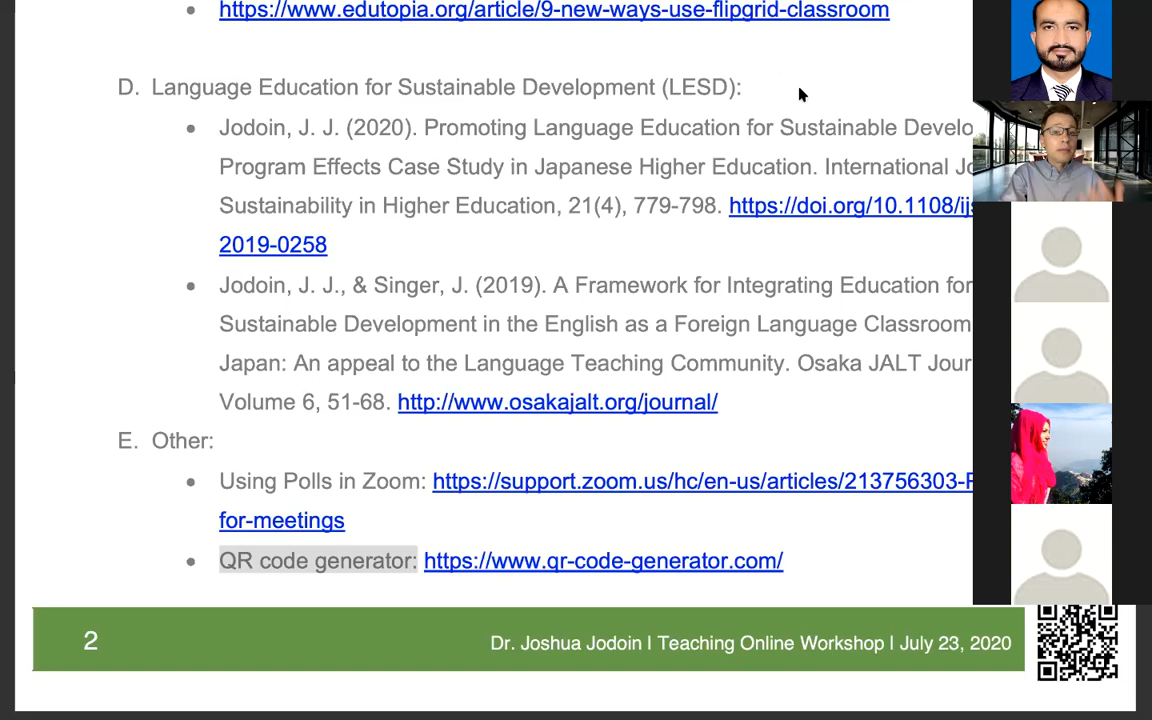 https://www.edutopia.org/article/9-new-ways-use-flipgrid-classroom
D. Language Education for Sustainable Development (LESD):
Jodoin, J. J. (2020). Promoting Language Education for Sustainable Develo
Program Effects Case Study in Japanese Higher Education. International Jo
Sustainability in Higher Education, 21(4), 779-798. https://doi.org/10.1108/ijs
2019-0258
Jodoin, J. J., & Singer, J. (2019). A Framework for Integrating Education for
Sustainable Development in the English as a Foreign Language Classroom
Japan: An appeal to the Language Teaching Community. Osaka JALT Jour
Volume 6, 51-68. http://www.osakajalt.org/journal/
E. Other:
Using Polls in Zoom: https://support.zoom.us/hc/en-us/articles/213756303-P
for-meetings
QR code generator: https://www.qr-code-generator.com/
2
Dr. Joshua Jodoin I Teaching Online Workshop I July 23, 2020